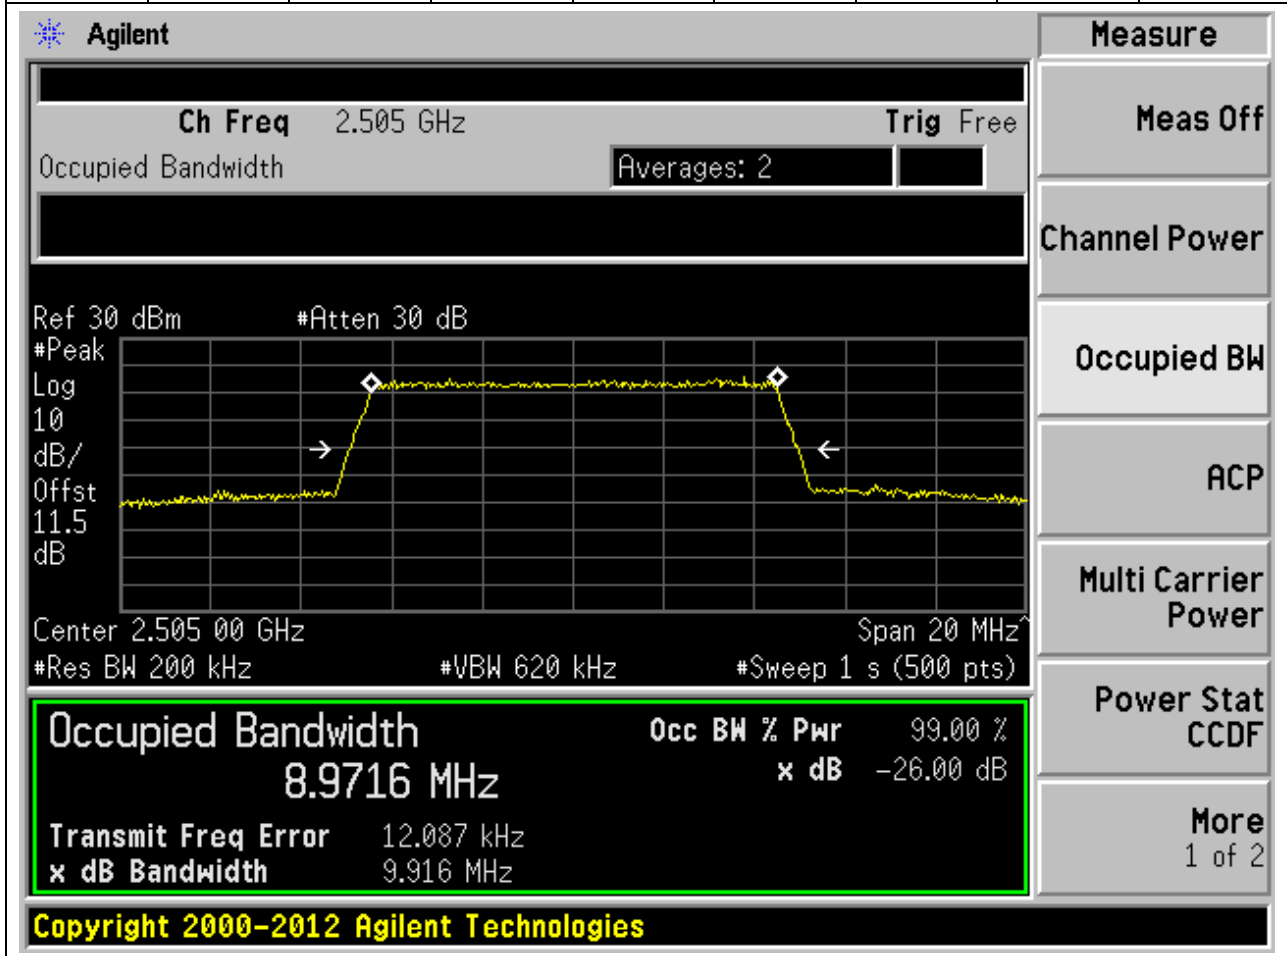 Agilent
Measure
Ch Freq 2.505 GHz Trig Free
Occupied Bandwidth Averages: 2
Meas Off
Channel Power
Occupied BW
ACP
Multi Carrier
Power
Power Stat
CCDF
More
1 of 2
Ref 30 dBm #Atten 30 dB
#Peak
Log
10
dB/
Offst
11.5
dB
Center 2.505 00 GHz Span 20 MHz^
#Res BW 200 kHz #VBW 620 kHz #Sweep 1 s (500 pts)
Occupied Bandwidth Occ BW % Pwr 99.00 %
8.9716 MHz x dB -26.00 dB
Transmit Freq Error 12.087 kHz
x dB Bandwidth 9.916 MHz
Copyright 2000-2012 Agilent Technologies